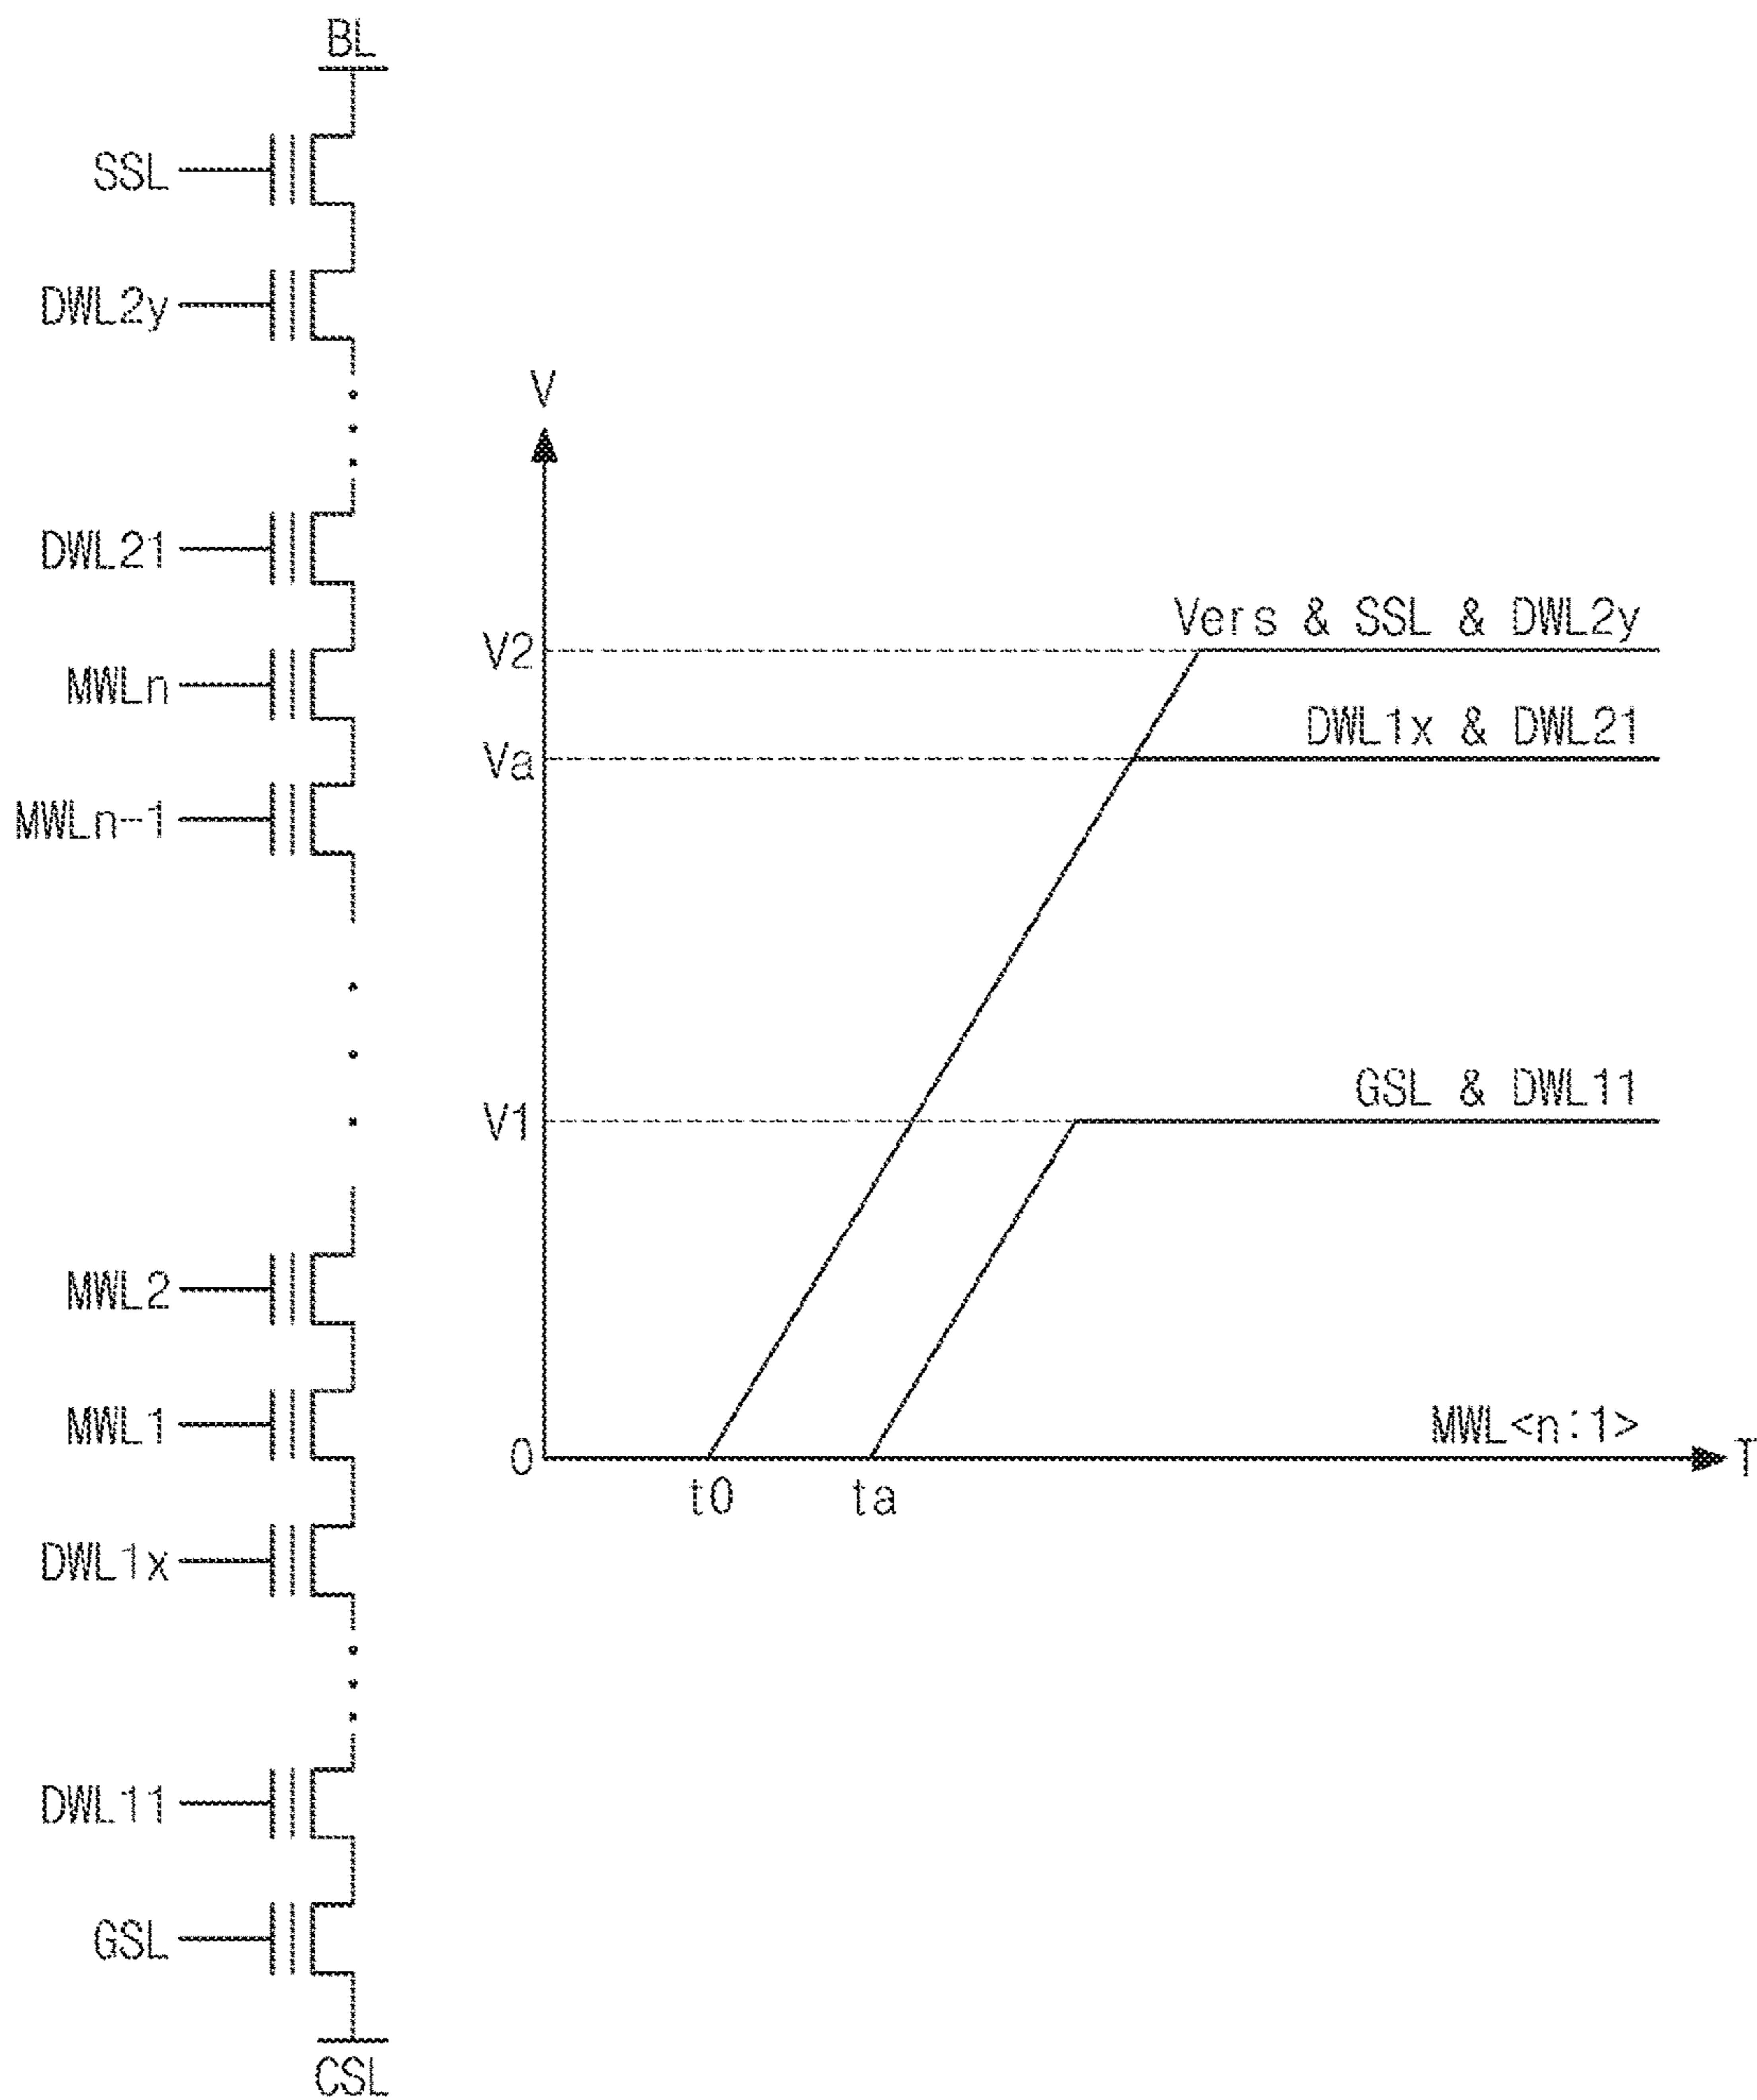 BL
SSL
DWL2y
DWL21
MWLn
MWLn-1
MWL2
MWL1
DWL1x
DWL11
GSL
CSL
V
V2
Va
V1
0
Vers & SSL & DWL2y
DWL1x & DWL21
GSL & DWL11
MWL<n:1>
T
t0
ta